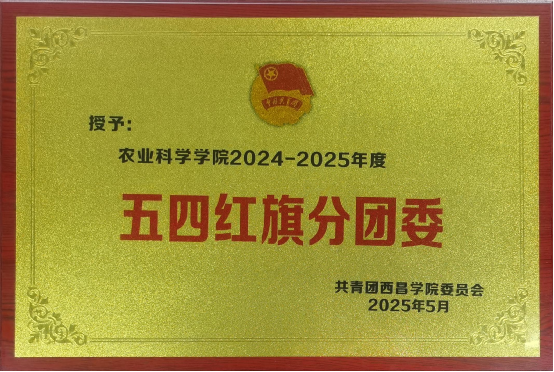 授予:
农业科学学院2024-2025年度
五四红旗分团委
共青团西昌学院委员会
2025年5月